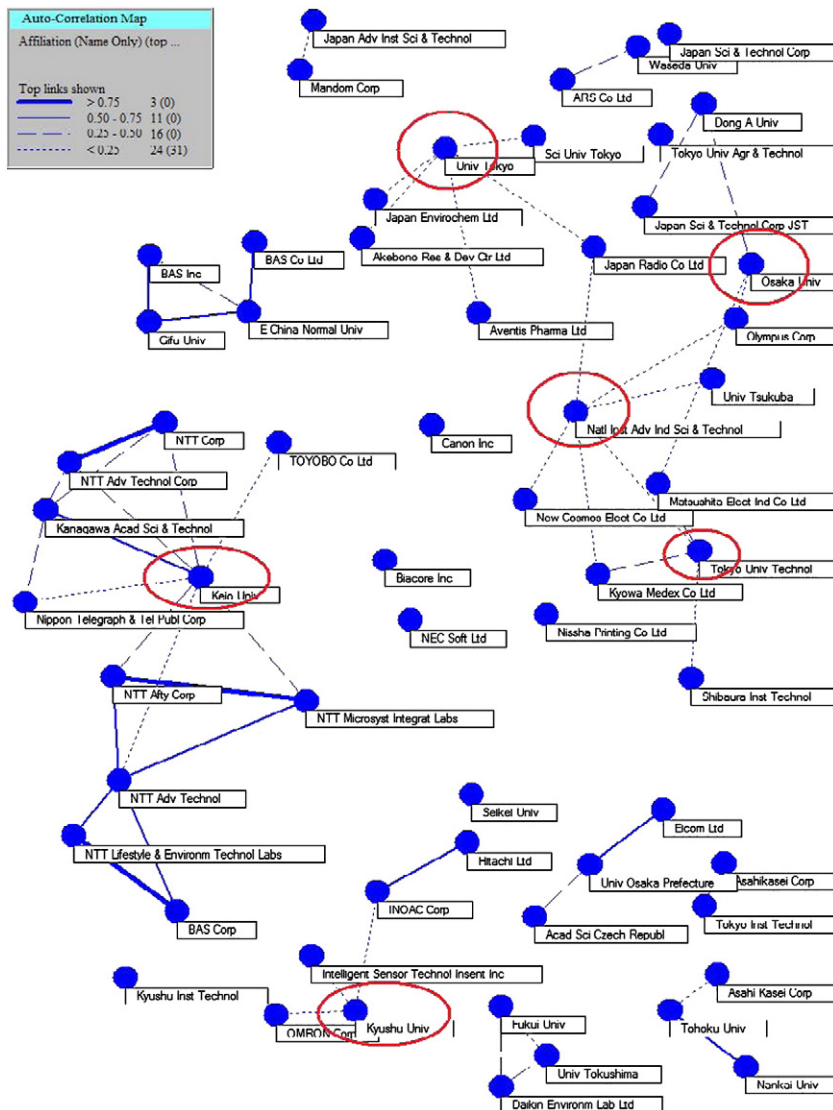 Auto-Correlation Map
Affiliation (Name Only) (top ...
Top links shown
> 0.75 3 (0)
0.50 - 0.75 11 (0)
0.25 - 0.50 16 (0)
< 0.25 24 (31)
Japan Adv Inst Sci & Technol
Mandom Corp
Japan Sci & Technol Corp
Waseda Univ
ARS Co Ltd
Dong A Univ
Univ Tokyo
Sci Univ Tokyo
Tokyo Univ Agr & Technol
Japan Envirochem Ltd
Japan Sci & Technol Corp JST
Akebono Res & Dev Ctr Ltd
Japan Radio Co Ltd
BAS Inc
BAS Co Ltd
Osaka Univ
Gifu Univ
E China Normal Univ
Aventis Pharma Ltd
Olympus Corp
Univ Tsukuba
NTT Corp
Canon Inc
Natl Inst Adv Ind Sci & Technol
TOYOBO Co Ltd
NTT Adv Technol Corp
Matsushita Elect Ind Co Ltd
New Cosmos Elect Co Ltd
Kanagawa Acad Sci & Technol
Tokyo Univ Technol
Biacore Inc
Keio Univ
Kyowa Medex Co Ltd
Nippon Telegraph & Tel Publ Corp
NEC Soft Ltd
Nissha Printing Co Ltd
NTT Afty Corp
Shibaura Inst Technol
NTT Microsyst Integrat Labs
NTT Adv Technol
Seikei Univ
Elcom Ltd
NTT Lifestyle & Environm Technol Labs
Hitachi Ltd
Univ Osaka Prefecture
Asahikasei Corp
BAS Corp
INOAC Corp
Acad Sci Czech Republ
Tokyo Inst Technol
Intelligent Sensor Technol Insent Inc
Kyushu Inst Technol
Asahi Kasei Corp
OMRON Corp
Kyushu Univ
Fukui Univ
Tohoku Univ
Univ Tokushima
Nankai Univ
Daikin Environm Lab Ltd